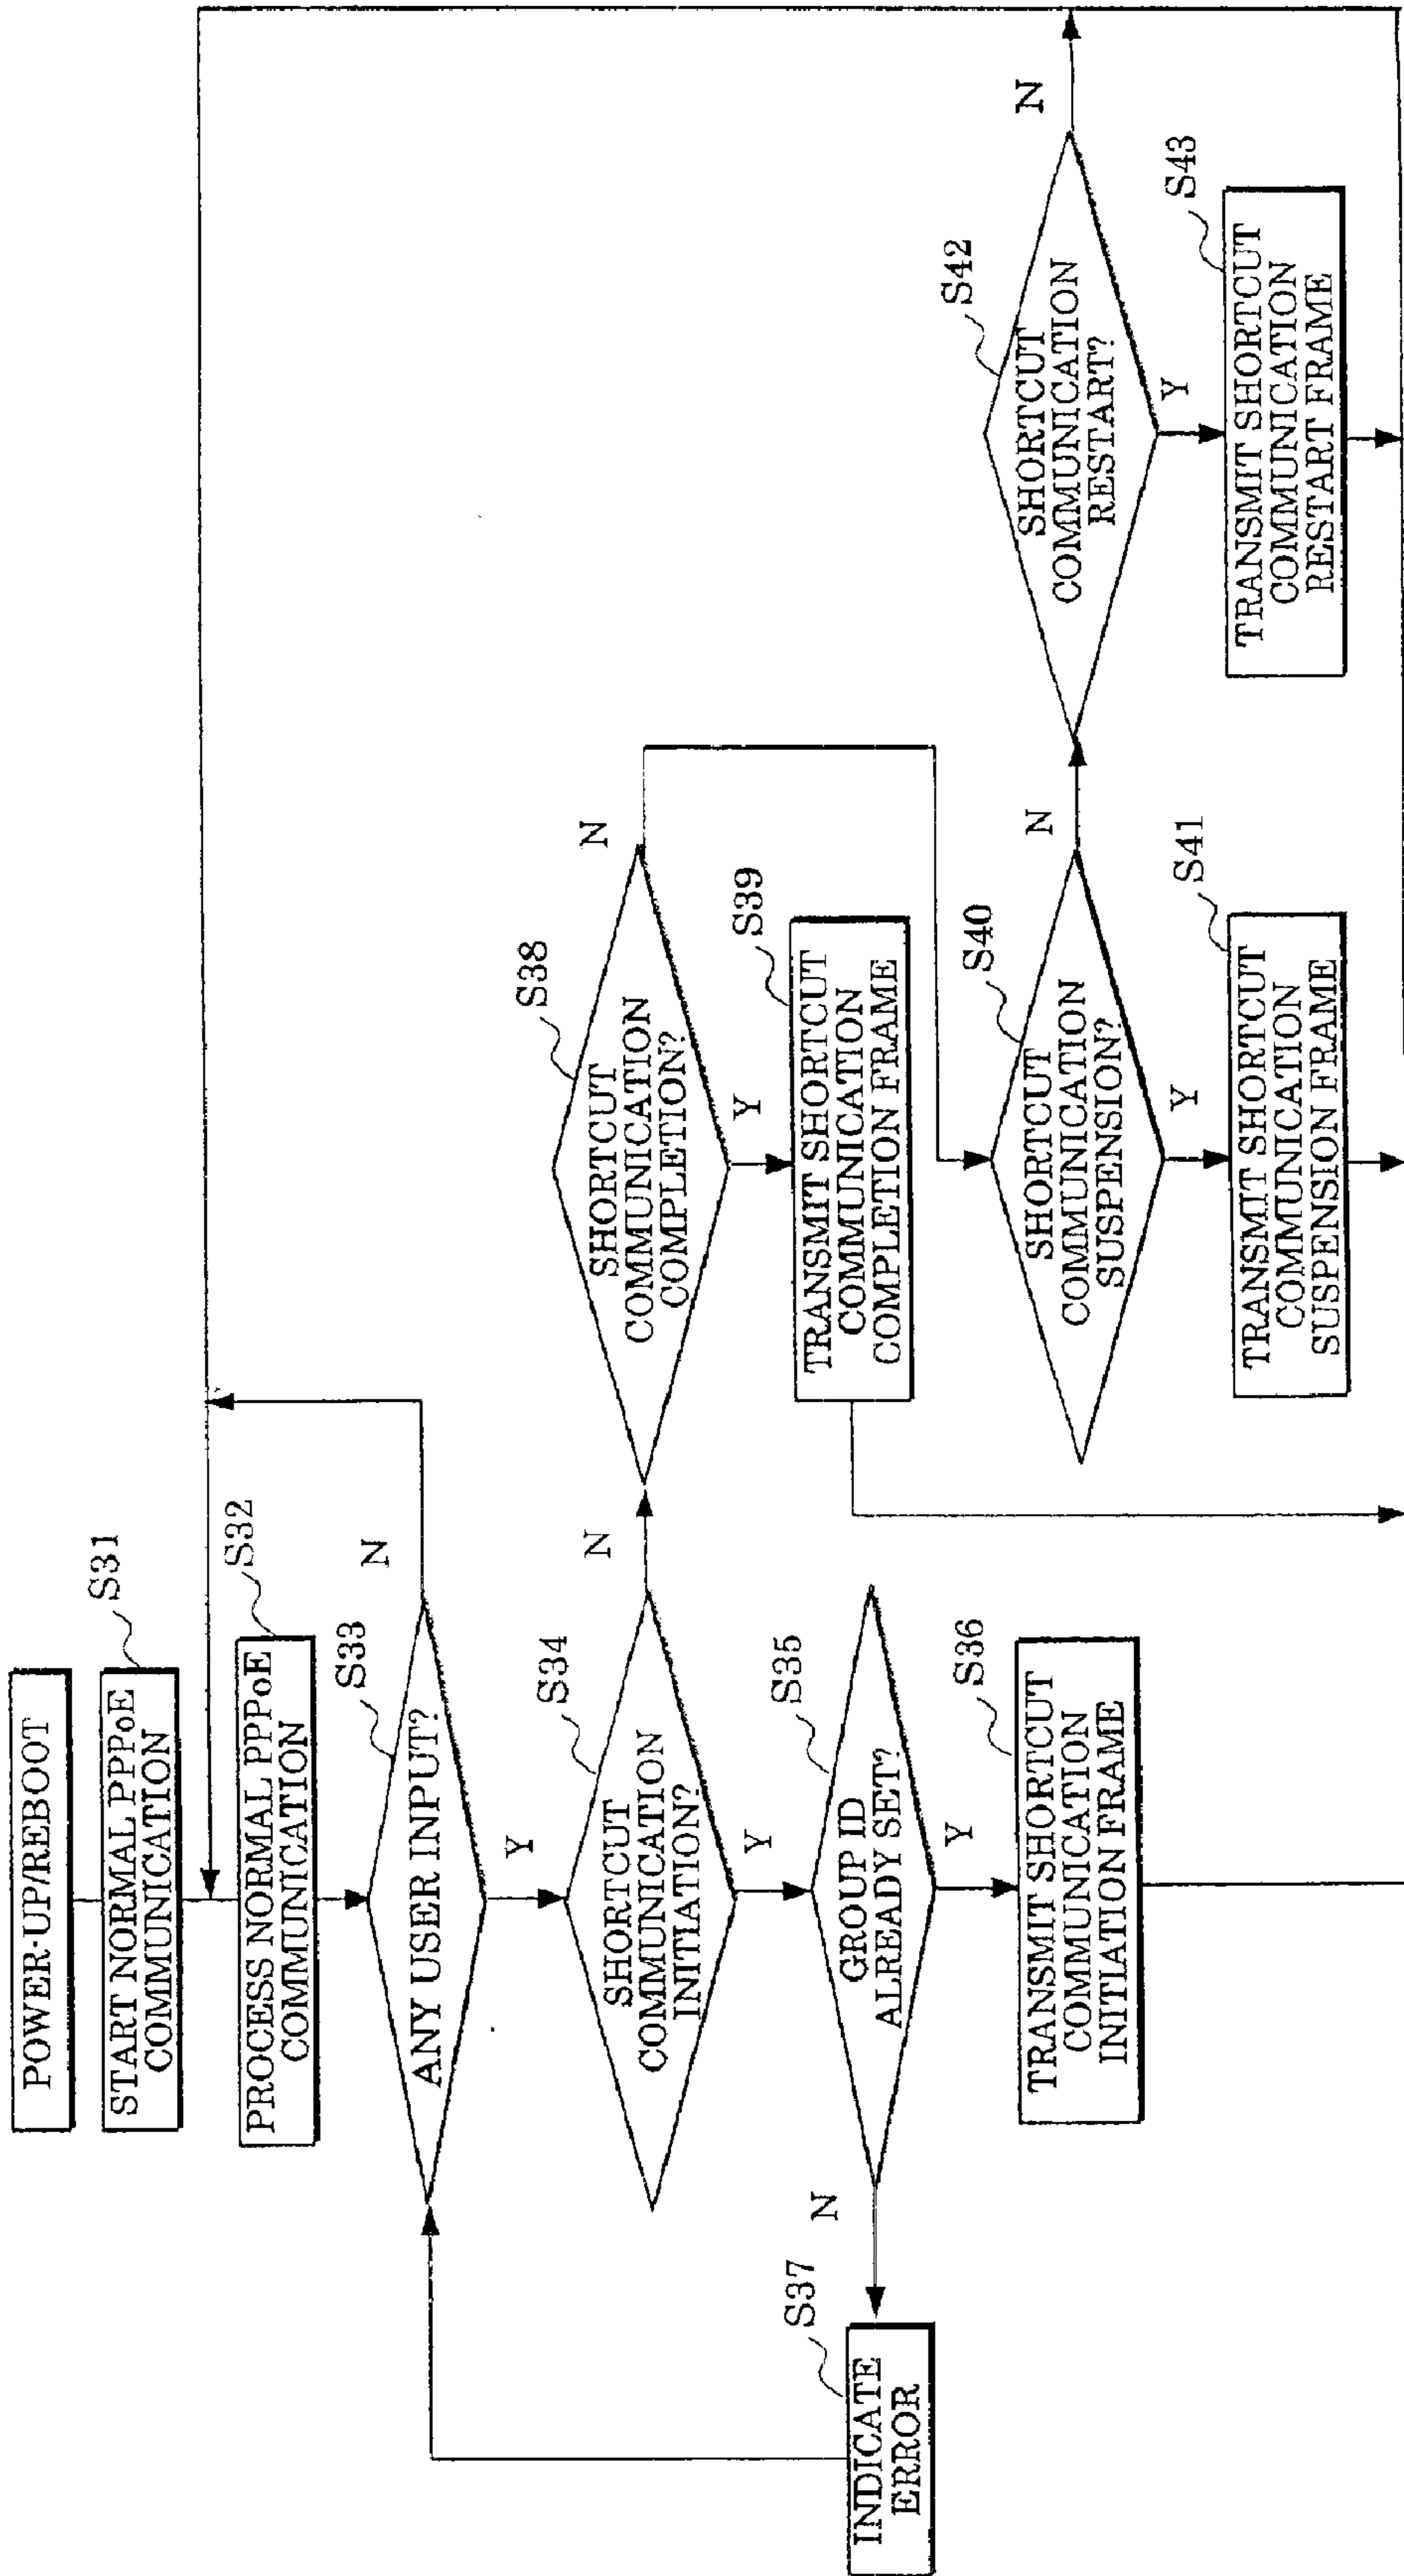 POWER-UP/REBOOT
S31
START NORMAL PPPoE
COMMUNICATION
S32
PROCESS NORMAL PPPoE
COMMUNICATION
S33
ANY USER INPUT?
N
Y
S34
SHORTCUT
COMMUNICATION
INITIATION?
N
Y
S35
GROUP ID
ALREADY SET?
N
Y
S36
TRANSMIT SHORTCUT
COMMUNICATION
INITIATION FRAME
S37
INDICATE
ERROR
S38
SHORTCUT
COMMUNICATION
COMPLETION?
N
Y
S39
TRANSMIT SHORTCUT
COMMUNICATION
COMPLETION FRAME
S40
SHORTCUT
COMMUNICATION
SUSPENSION?
N
Y
S41
TRANSMIT SHORTCUT
COMMUNICATION
SUSPENSION FRAME
S42
SHORTCUT
COMMUNICATION
RESTART?
N
Y
S43
TRANSMIT SHORTCUT
COMMUNICATION
RESTART FRAME